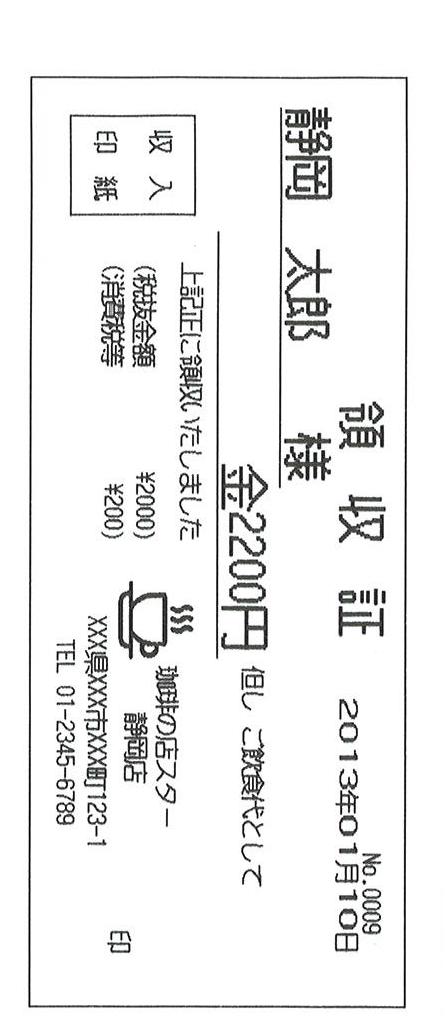 領収証
No.0009
2013年01月10日
静岡 太郎 様
金2200円 但し ご飲食代として
上記正に領収いたしました
(税抜金額 ¥2000)
(消費税等 ¥200)
収入
印紙
珈琲の店スター
静岡店
XXX県XXX市XXX町123-1
TEL 01-2345-6789
印